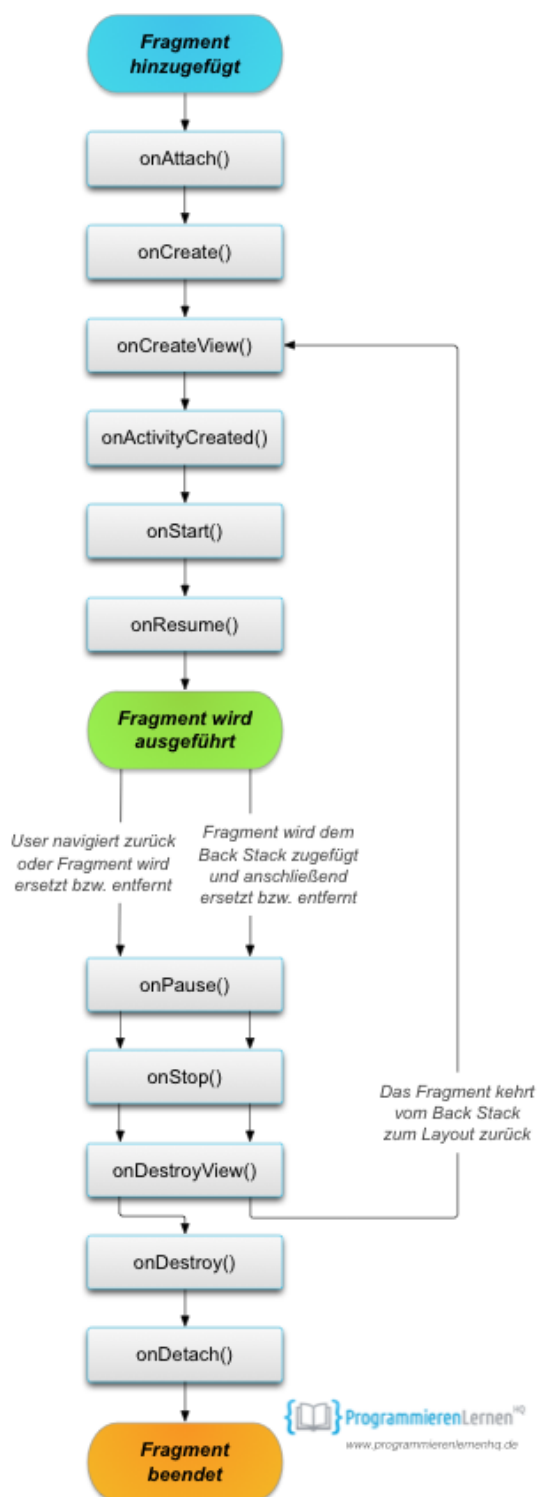 Fragment
hinzugefügt
onAttach()
onCreate()
onCreateView()
onActivityCreated()
onStart()
onResume()
Fragment wird
ausgeführt
User navigiert zurück
oder Fragment wird
ersetzt bzw. entfernt
Fragment wird dem
Back Stack zugefügt
und anschließend
ersetzt bzw. entfernt
onPause()
onStop()
Das Fragment kehrt
vom Back Stack
zum Layout zurück
onDestroyView()
onDestroy()
onDetach()
Fragment
beendet
ProgrammierenLernenHQ
www.programmierenlernenhq.de